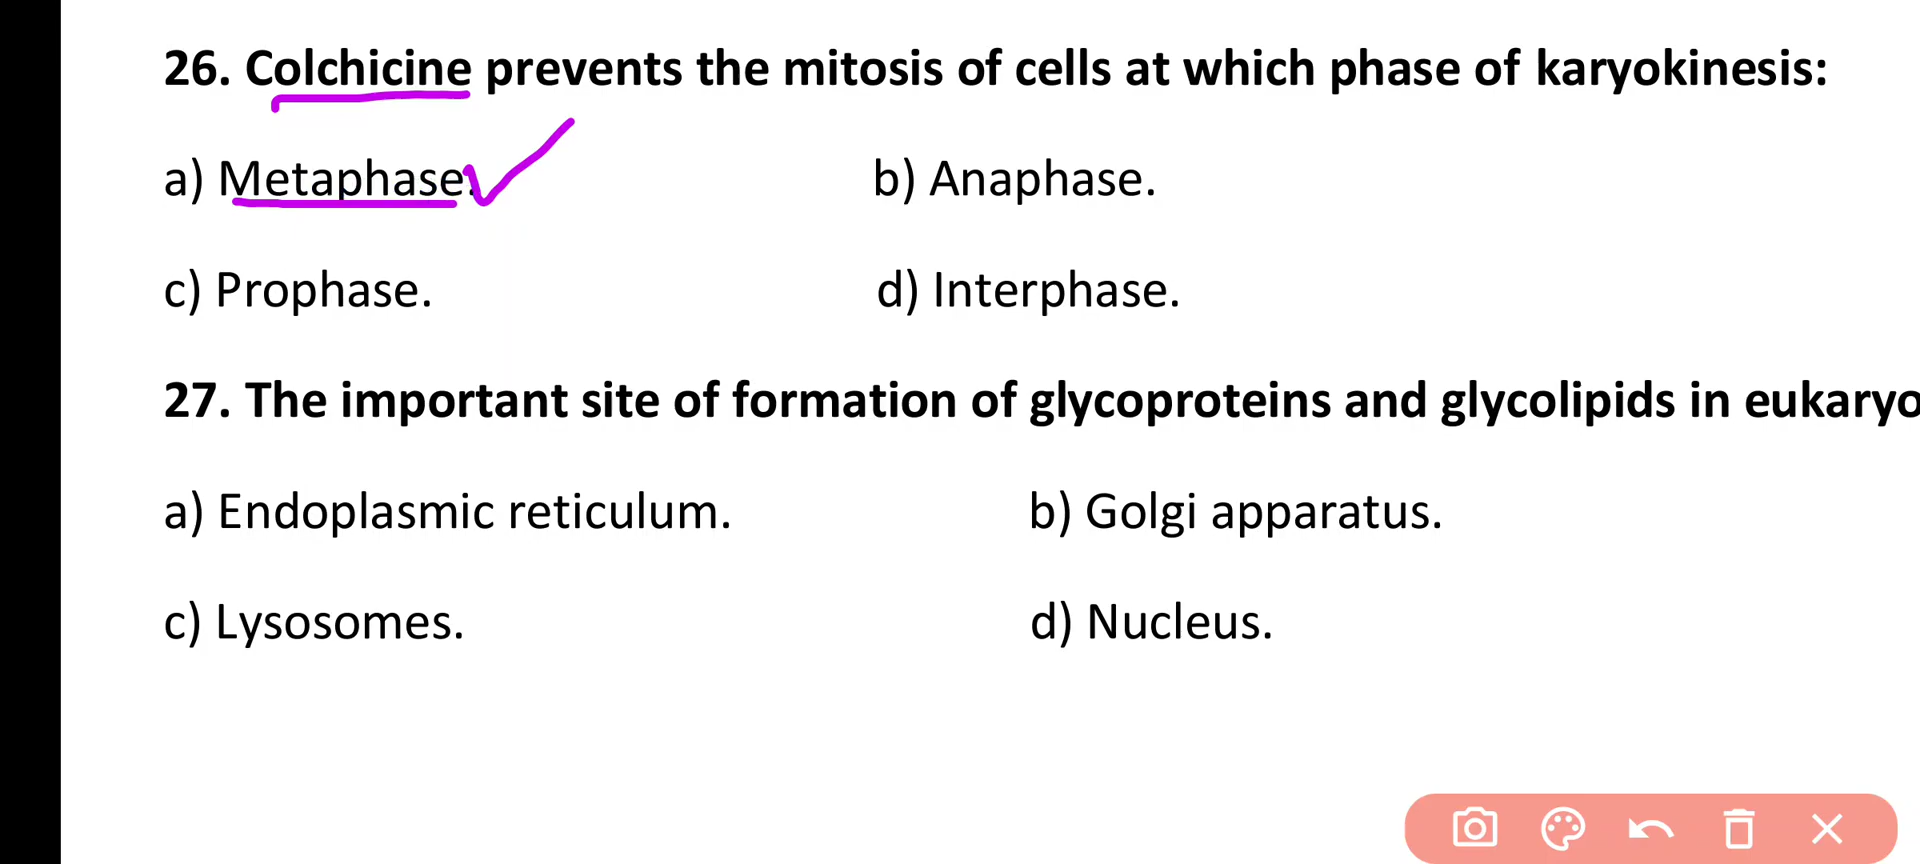 26. Colchicine prevents the mitosis of cells at which phase of karyokinesis:
a) Metaphase. b) Anaphase.
c) Prophase. d) Interphase.
27. The important site of formation of glycoproteins and glycolipids in eukaryo
a) Endoplasmic reticulum. b) Golgi apparatus.
c) Lysosomes. d) Nucleus.